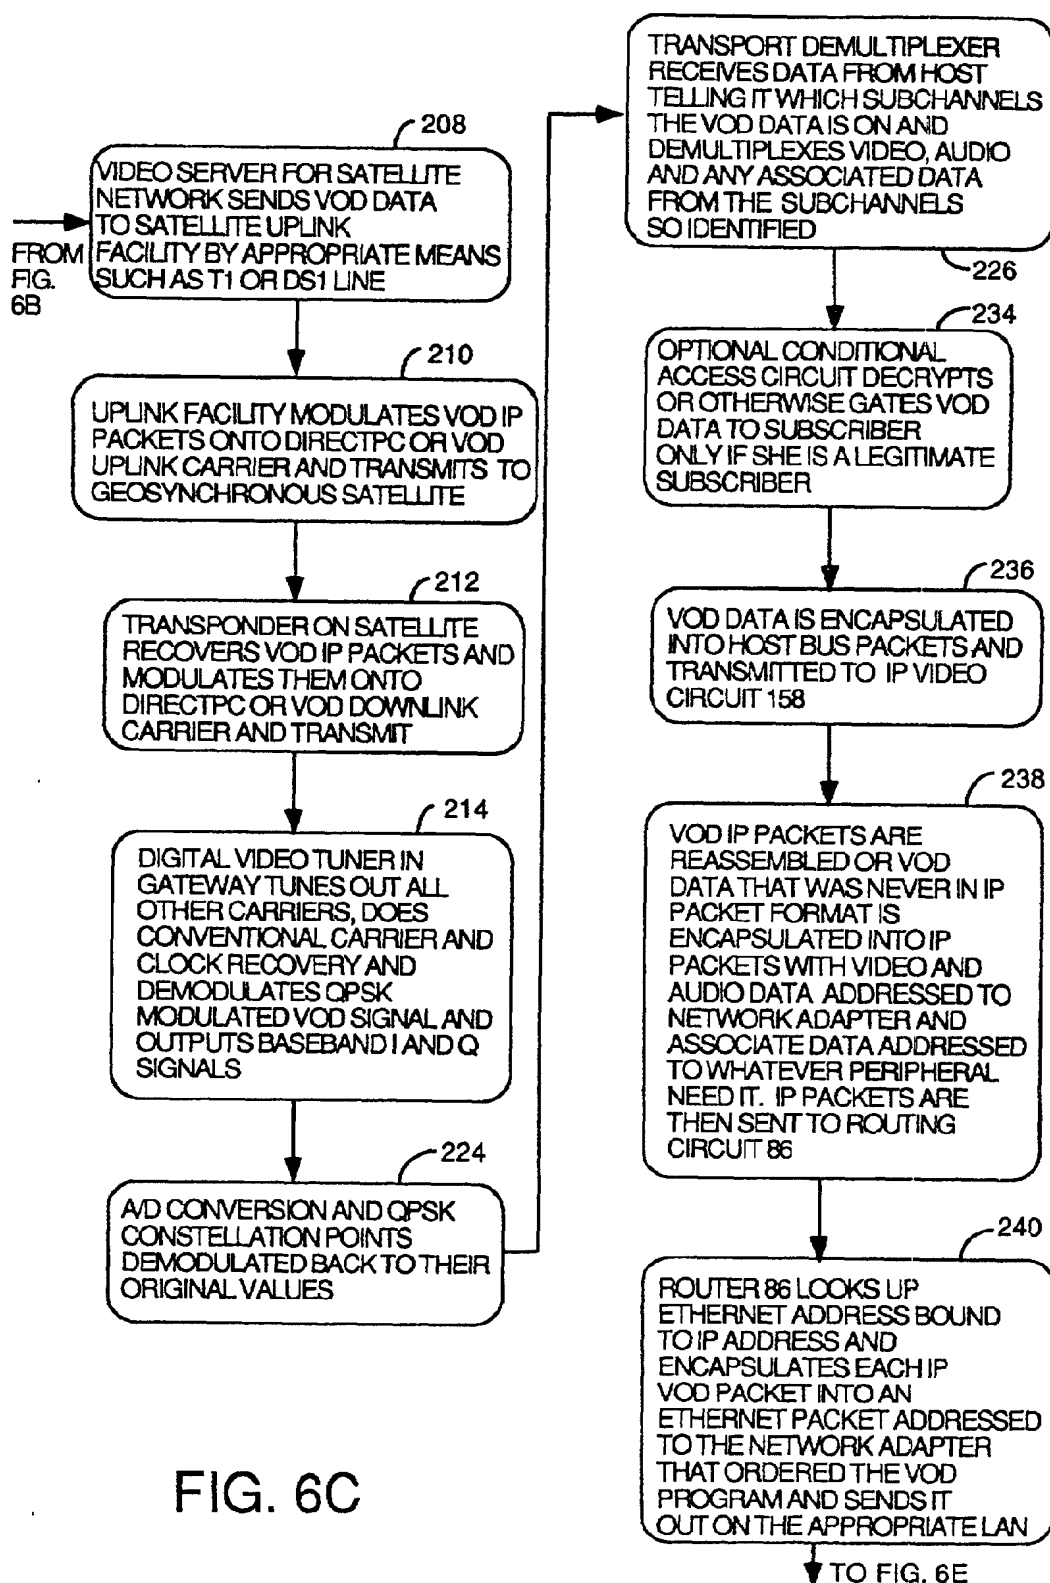 FROM
FIG.
6B
208
VIDEO SERVER FOR SATELLITE
NETWORK SENDS VOD DATA
TO SATELLITE UPLINK
FACILITY BY APPROPRIATE MEANS
SUCH AS T1 OR DS1 LINE
210
UPLINK FACILITY MODULATES VOD IP
PACKETS ONTO DIRECTPC OR VOD
UPLINK CARRIER AND TRANSMITS TO
GEOSYNCHRONOUS SATELLITE
212
TRANSPONDER ON SATELLITE
RECOVERS VOD IP PACKETS AND
MODULATES THEM ONTO
DIRECTPC OR VOD DOWNLINK
CARRIER AND TRANSMIT
214
DIGITAL VIDEO TUNER IN
GATEWAY TUNES OUT ALL
OTHER CARRIERS, DOES
CONVENTIONAL CARRIER AND
CLOCK RECOVERY AND
DEMODULATES QPSK
MODULATED VOD SIGNAL AND
OUTPUTS BASEBAND I AND Q
SIGNALS
224
A/D CONVERSION AND QPSK
CONSTELLATION POINTS
DEMODULATED BACK TO THEIR
ORIGINAL VALUES
TRANSPORT DEMULTIPLEXER
RECEIVES DATA FROM HOST
TELLING IT WHICH SUBCHANNELS
THE VOD DATA IS ON AND
DEMULTIPLEXES VIDEO, AUDIO
AND ANY ASSOCIATED DATA
FROM THE SUBCHANNELS
SO IDENTIFIED
226
234
OPTIONAL CONDITIONAL
ACCESS CIRCUIT DECRYPTS
OR OTHERWISE GATES VOD
DATA TO SUBSCRIBER
ONLY IF SHE IS A LEGITIMATE
SUBSCRIBER
236
VOD DATA IS ENCAPSULATED
INTO HOST BUS PACKETS AND
TRANSMITTED TO IP VIDEO
CIRCUIT 158
238
VOD IP PACKETS ARE
REASSEMBLED OR VOD
DATA THAT WAS NEVER IN IP
PACKET FORMAT IS
ENCAPSULATED INTO IP
PACKETS WITH VIDEO AND
AUDIO DATA ADDRESSED TO
NETWORK ADAPTER AND
ASSOCIATE DATA ADDRESSED
TO WHATEVER PERIPHERAL
NEED IT. IP PACKETS ARE
THEN SENT TO ROUTING
CIRCUIT 86
240
ROUTER 86 LOOKS UP
ETHERNET ADDRESS BOUND
TO IP ADDRESS AND
ENCAPSULATES EACH IP
VOD PACKET INTO AN
ETHERNET PACKET ADDRESSED
TO THE NETWORK ADAPTER
THAT ORDERED THE VOD
PROGRAM AND SENDS IT
OUT ON THE APPROPRIATE LAN
TO FIG. 6E
FIG. 6C